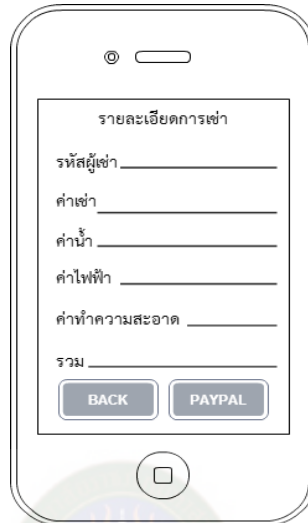 รายละเอียดการเช่า
รหัสผู้เช่า
ค่าเช่า
ค่าน้ำ
ค่าไฟฟ้า
ค่าทำความสะอาด
รวม
BACK PAYPAL